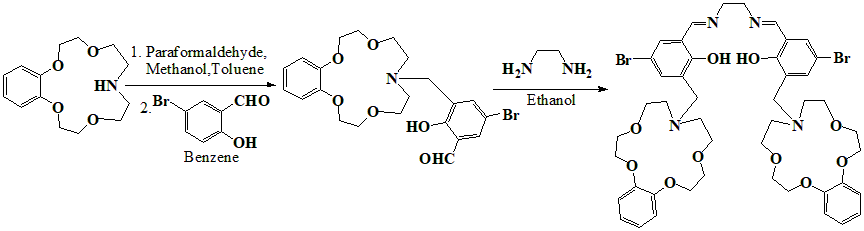 1. Paraformaldehyde,
Methanol,Toluene
2.
Br
CHO
OH
Benzene
O
O
HN
O
O
O
O
N
O
O
HO
Br
OHC
H2N
NH2
Ethanol
N
N
Br
OH
HO
Br
N
O
O
O
O
N
O
O
O
O